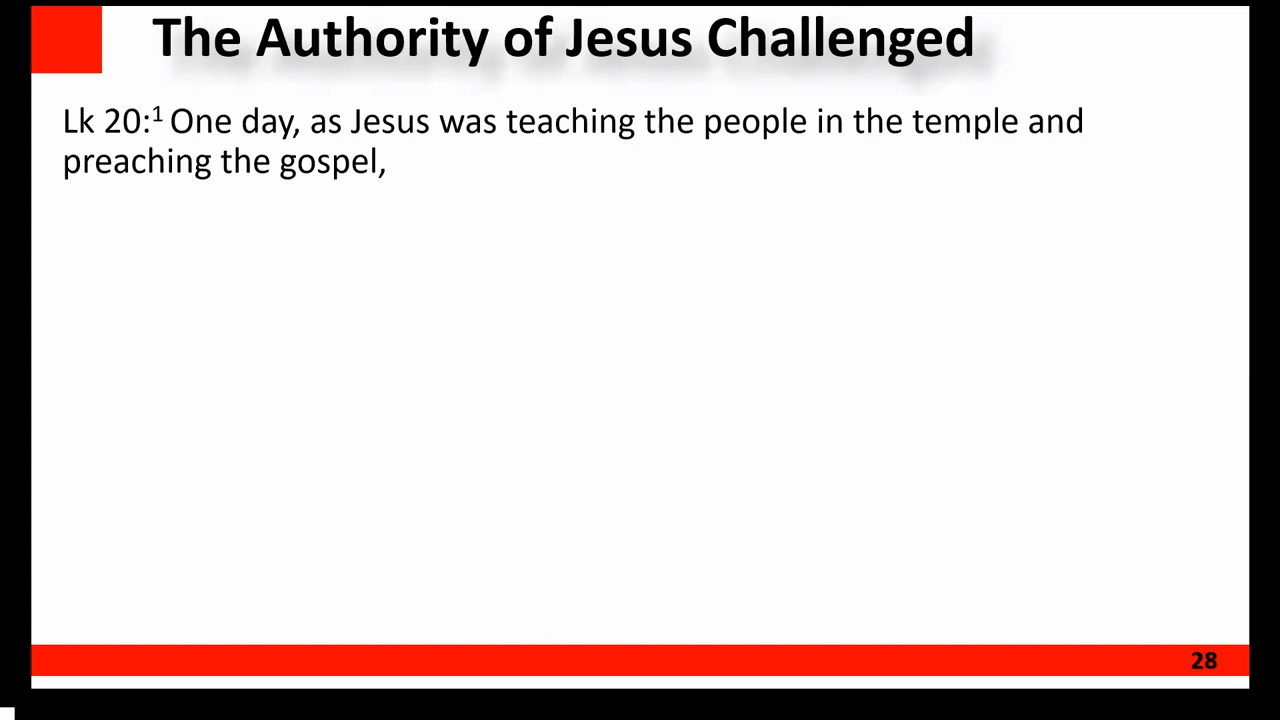 The Authority of Jesus Challenged
Lk 20:¹ One day, as Jesus was teaching the people in the temple and
preaching the gospel,
28